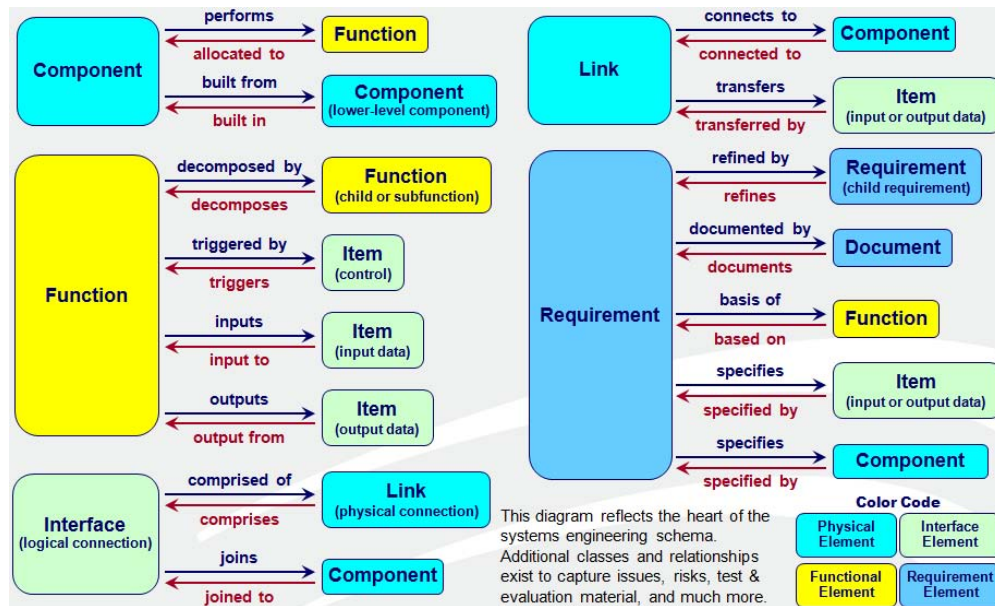 Component
performs
allocated to
Function
built from
built in
Component
(lower-level component)
Function
decomposed by
decomposes
Function
(child or subfunction)
triggered by
triggers
Item
(control)
inputs
input to
Item
(input data)
outputs
output from
Item
(output data)
Interface
(logical connection)
comprised of
comprises
Link
(physical connection)
joins
joined to
Component
Link
connects to
connected to
Component
transfers
transferred by
Item
(input or output data)
Requirement
refined by
refines
Requirement
(child requirement)
documented by
documents
Document
basis of
based on
Function
specifies
specified by
Item
(input or output data)
specifies
specified by
Component
This diagram reflects the heart of the
systems engineering schema.
Additional classes and relationships
exist to capture issues, risks, test &
evaluation material, and much more.
Color Code
Physical
Element
Interface
Element
Functional
Element
Requirement
Element